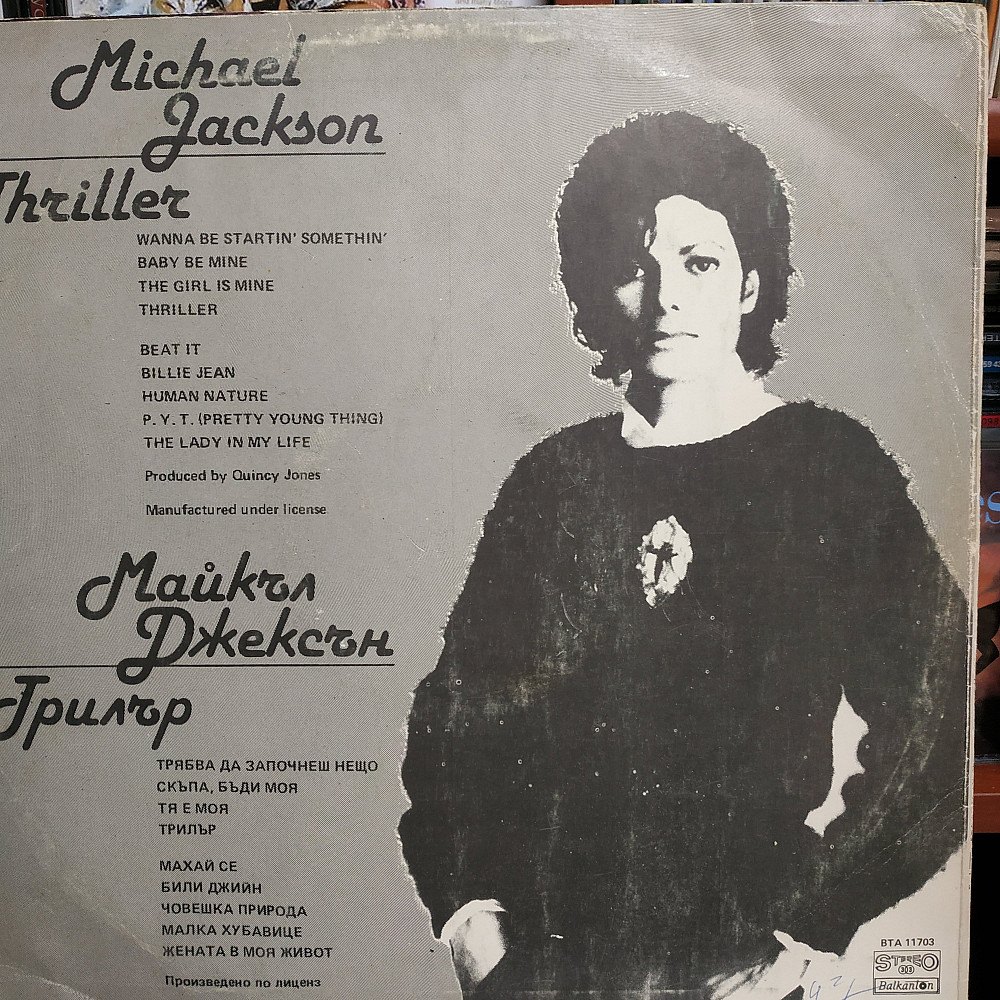 Michael
Jackson
Thriller
WANNA BE STARTIN' SOMETHIN'
BABY BE MINE
THE GIRL IS MINE
THRILLER
BEAT IT
BILLIE JEAN
HUMAN NATURE
P.Y.T. (PRETTY YOUNG THING)
THE LADY IN MY LIFE
Produced by Quincy Jones
Manufactured under license
Майкъл
Джексън
Трилър
ТРЯБВА ДА ЗАПОЧНЕШ НЕЩО
СКЪПА, БЪДИ МОЯ
ТЯ Е МОЯ
ТРИЛЪР
МАХАЙ СЕ
БИЛИ ДЖИЙН
ЧОВЕШКА ПРИРОДА
МАЛКА ХУБАВИЦЕ
ЖЕНАТА В МОЯ ЖИВОТ
Произведено по лиценз
ВТА 11703
STEREO
33
Balkanton